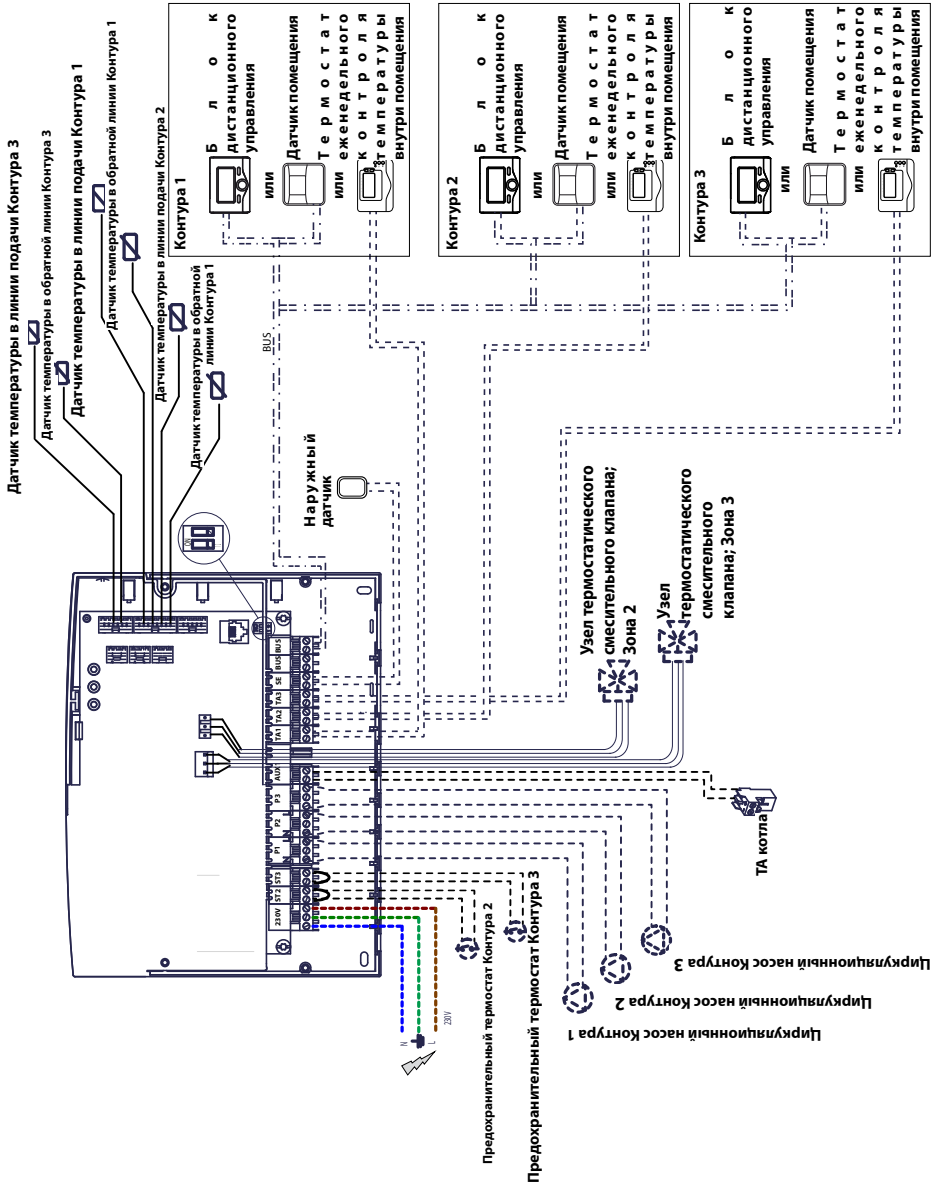 Датчик температуры в линии подачи Контура 3
Датчик температуры в обратной линии Контура 3
Датчик температуры в линии подачи Контура 1
Датчик температуры в обратной линии Контура 1
Датчик температуры в линии подачи Контура 2
Датчик температуры в обратной
линии Контура 1
Контура 1
Блок
дистанционного
управления
или
Датчик помещения
или
Термостат
еженедельного
контроля
температуры
внутри помещения
Контура 2
Блок
дистанционного
управления
или
Датчик помещения
или
Термостат
еженедельного
контроля
температуры
внутри помещения
Контура 3
Блок
дистанционного
управления
или
Датчик помещения
или
Термостат
еженедельного
контроля
температуры
внутри помещения
BUS
Наружный
датчик
ON
230V
ST2
ST3
P1
P2
P3
AUX
TA1
TA2
TA3
SE
BUS
BUS
N
N
Узел термостатического
смесительного клапана;
Зона 2
Узел
термостатического
смесительного
клапана; Зона 3
ТА котла
N
L
230V
Предохранительный термостат Контура 2
Предохранительный термостат Контура 3
Циркуляционный насос Контура 1
Циркуляционный насос Контура 2
Циркуляционный насос Контура 3